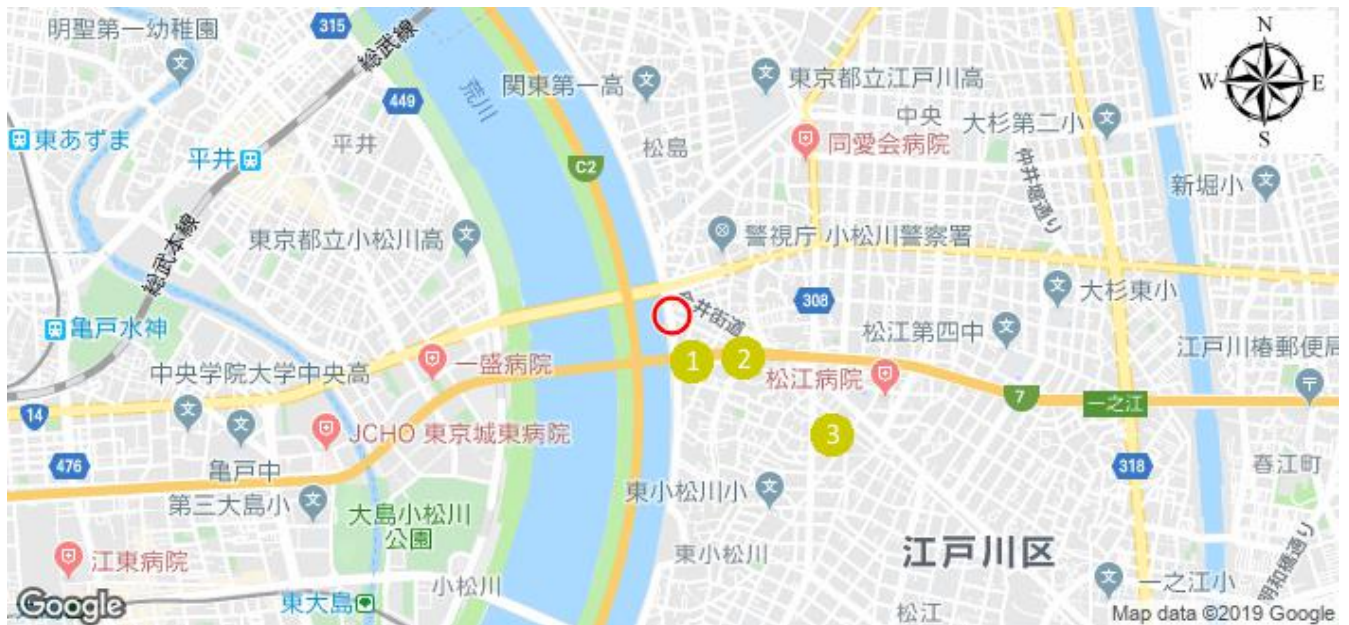 明聖第一幼稚園
315
総武線
449
荒川
関東第一高
東京都立江戸川高
中央
大杉第二小
N
W
E
S
東あずま
平井
平井
C2
松島
同愛会病院
仲井堀通り
新堀小
総武本線
東京都立小松川高
警視庁 小松川警察署
亀戸水神
今井街道
308
大杉東小
松江第四中
中央学院大学中央高
一盛病院
1
2
松江病院
江戸川椿郵便局
14
7
一之江
JCHO 東京城東病院
3
476
亀戸中
318
春江町
第三大島小
大島小松川
公園
東小松川小
江東病院
小松川
東小松川
江戸川区
明和橋通り
東大島
一之江小
松江
Google
Map data ©2019 Google